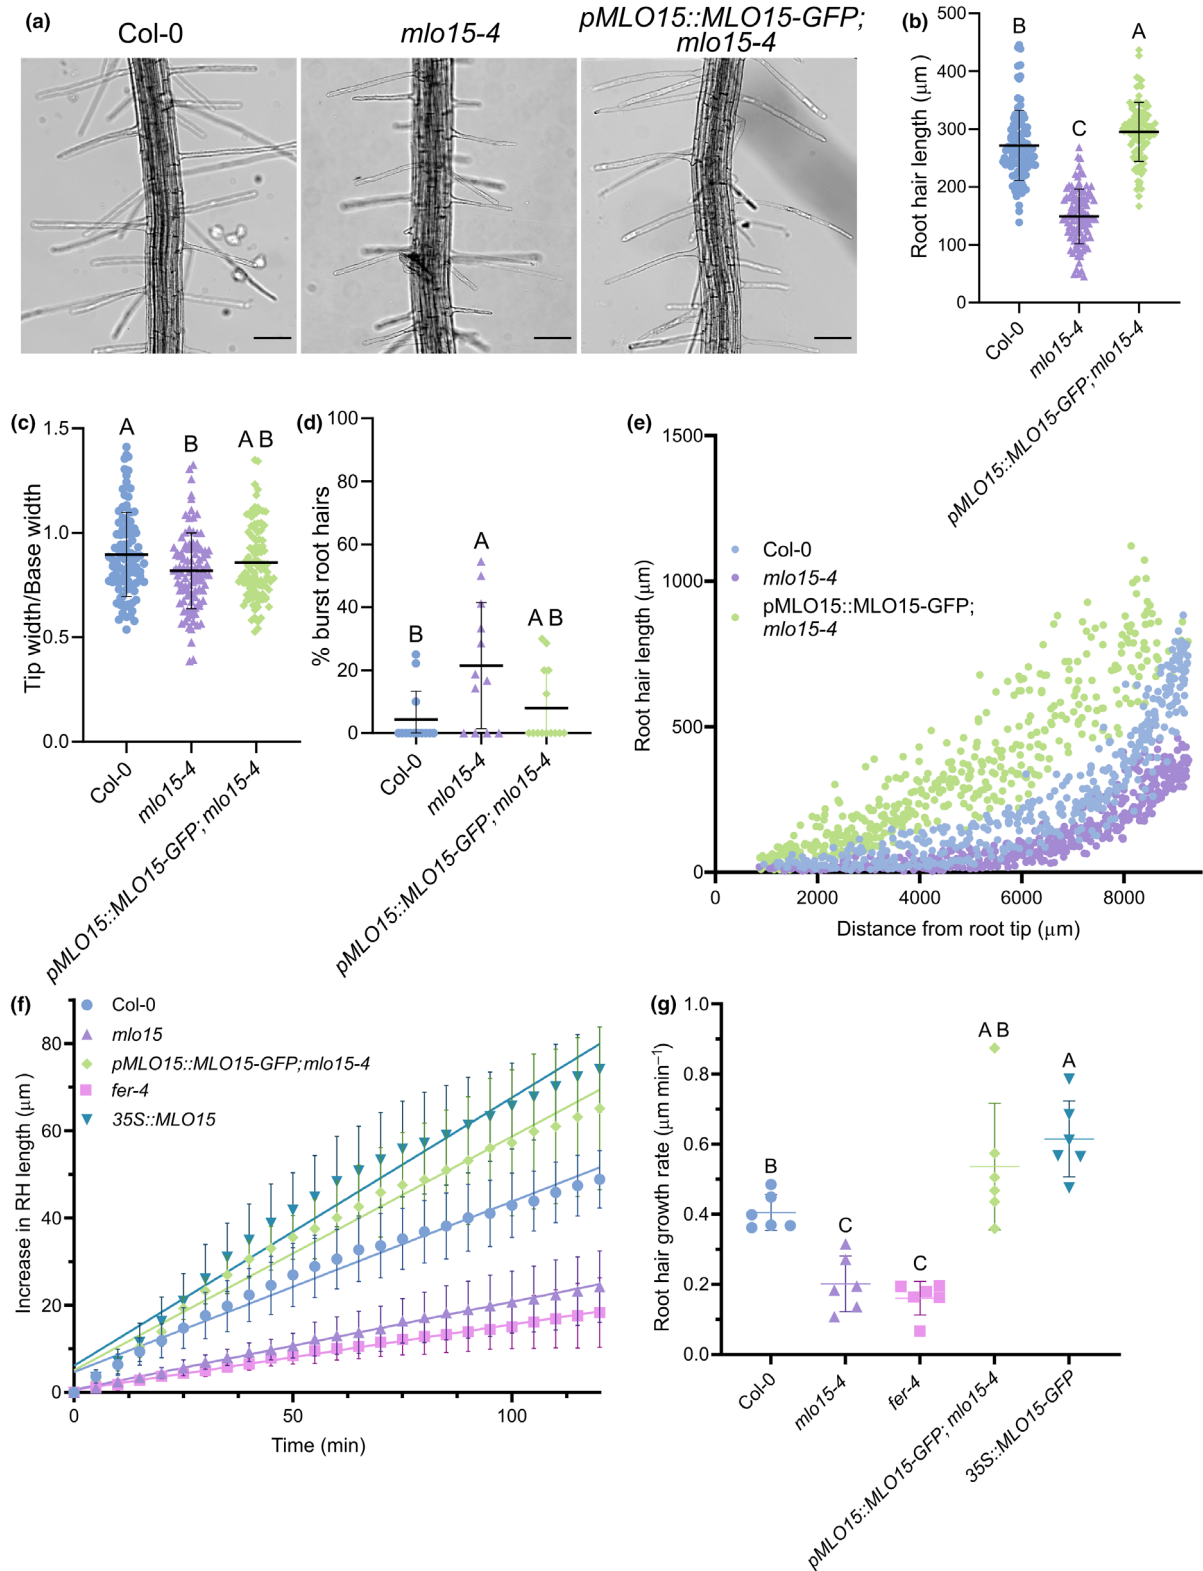 (a)
Col-0
mlo15-4
pMLO15::MLO15-GFP;
mlo15-4
(b)
Root hair length (μm )
500
400
300
200
100
0
B
C
A
Col-0
mlo15-4
pMLO15::MLO15-GFP; mlo15-4
(c)
Tip width/Base width
1.5
1.0
0.5
0.0
A
B
A B
Col-0
mlo15-4
pMLO15::MLO15-GFP; mlo15-4
(d)
% burst root hairs
100
80
60
40
20
0
B
A
A B
Col-0
mlo15-4
pMLO15::MLO15-GFP; mlo15-4
(e)
Root hair length (μm)
1500
1000
500
0
Col-0
mlo15-4
pMLO15::MLO15-GFP;
mlo15-4
0
2000
4000
6000
8000
Distance from root tip (μm)
(f)
Increase in RH length (μm )
80
60
40
20
0
Col-0
mlo15
pMLO15::MLO15-GFP;mlo15-4
fer-4
35S::MLO15
0
50
100
Time (min)
(g)
Root hair growth rate (μm min⁻¹)
1.0
0.8
0.6
0.4
0.2
0.0
B
C
C
A B
A
Col-0
mlo15-4
fer-4
pMLO15::MLO15-GFP; mlo15-4
35S::MLO15-GFP